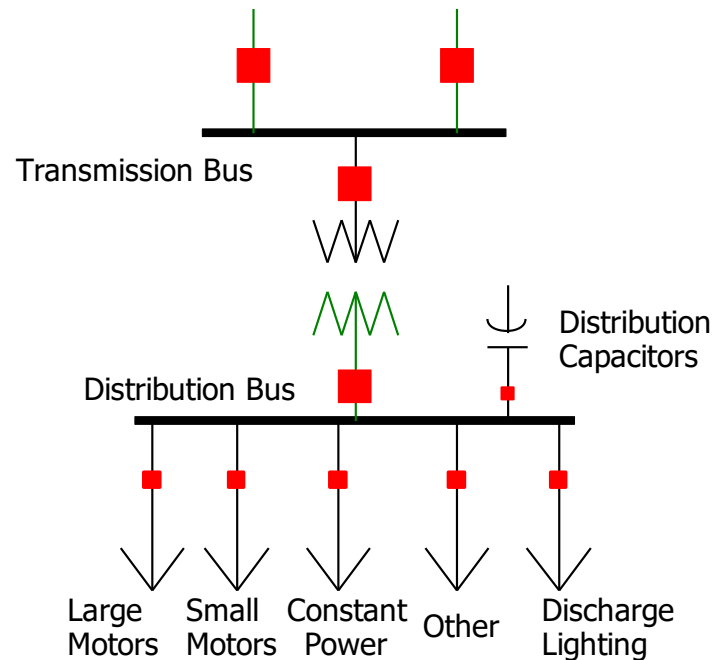 Transmission Bus
Distribution
Capacitors
Distribution Bus
Large
Motors
Small
Motors
Constant
Power
Other
Discharge
Lighting